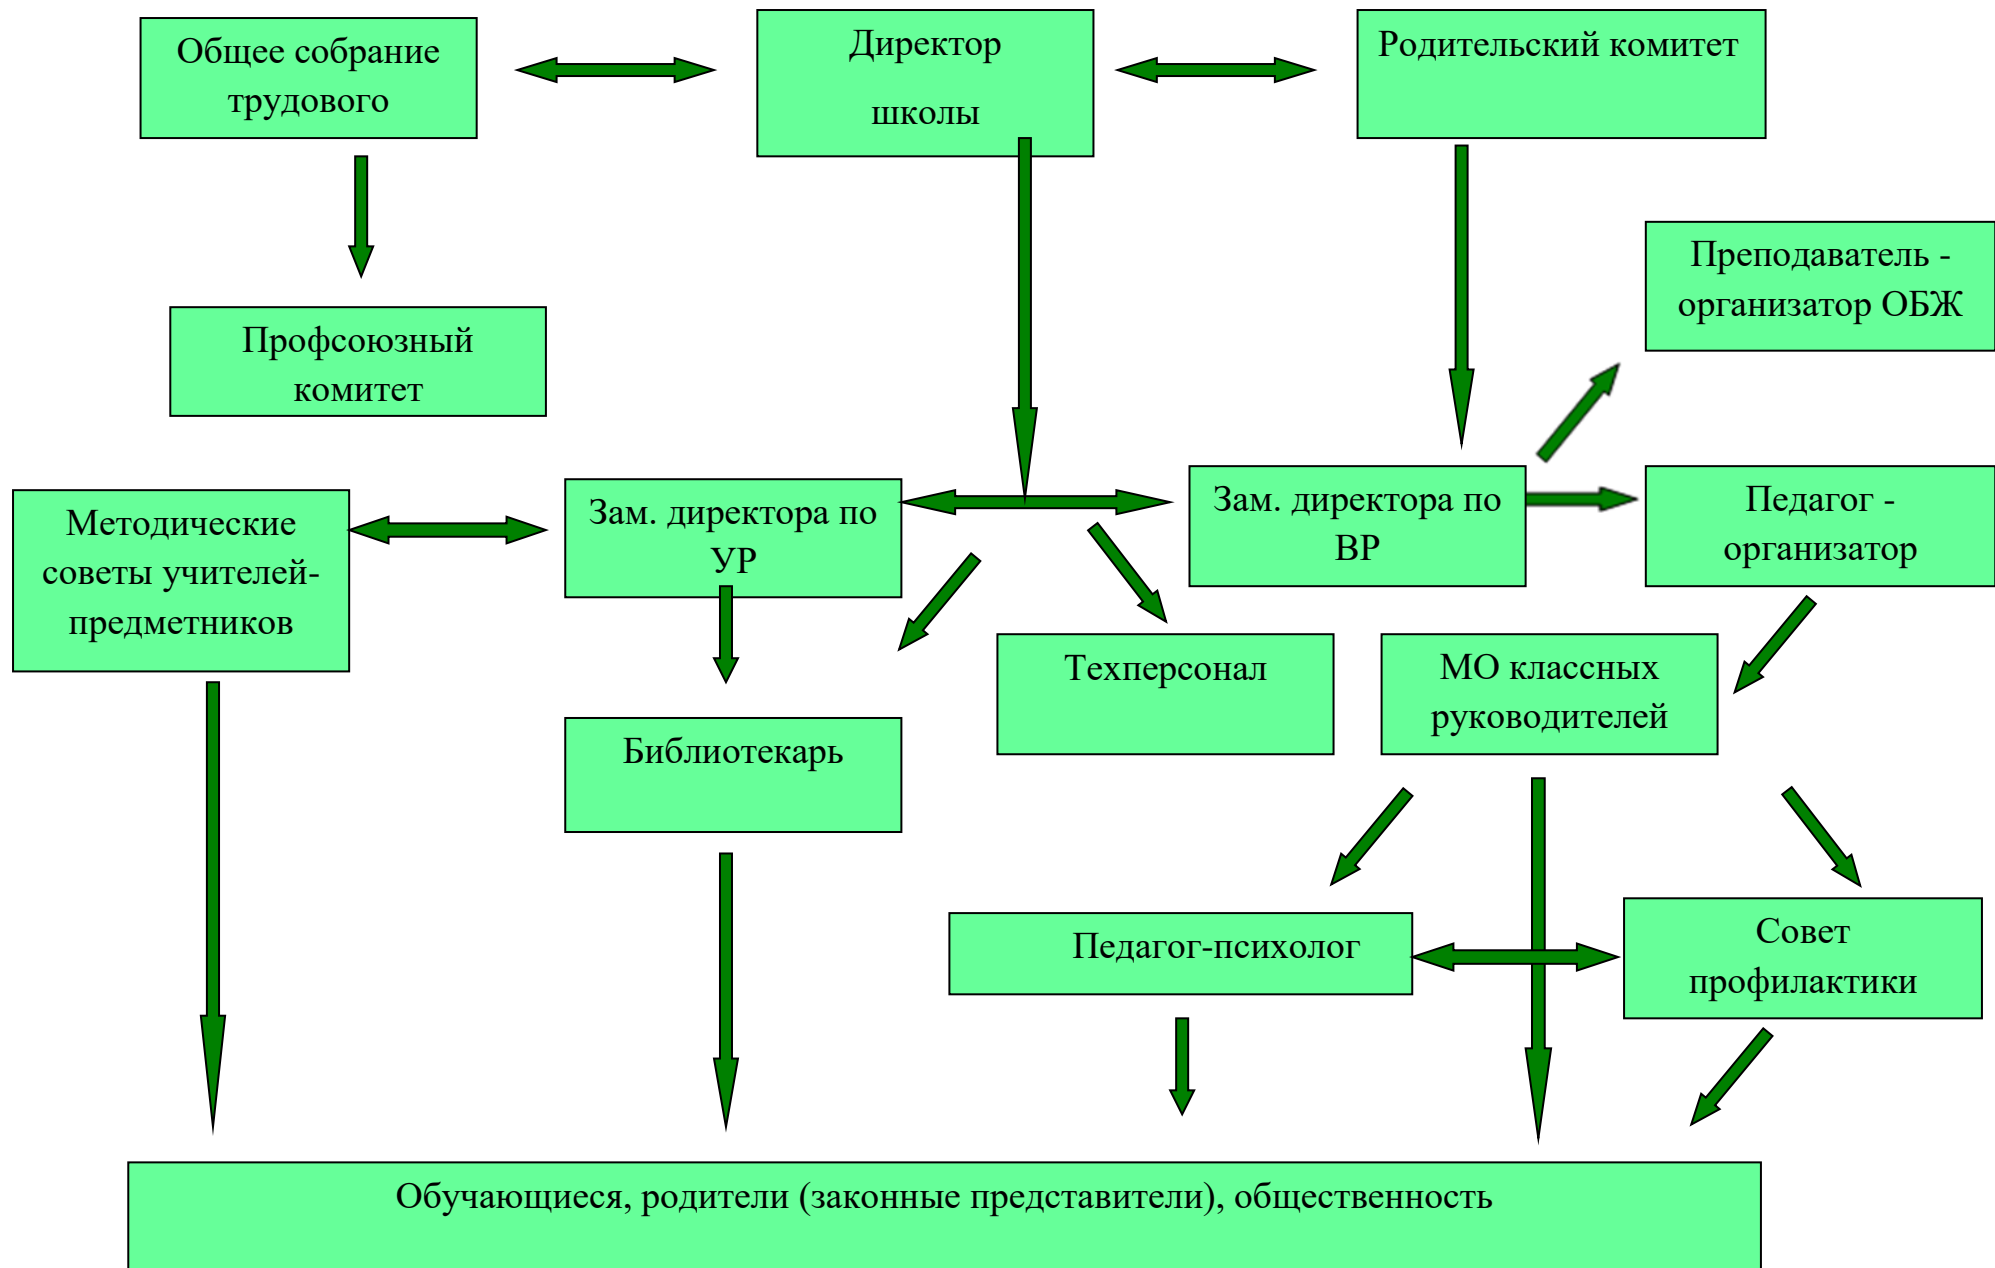 Общее собрание
трудового
Директор
школы
Родительский комитет
Преподаватель -
организатор ОБЖ
Профсоюзный
комитет
Методические
советы учителей-
предметников
Зам. директора по
УР
Зам. директора по
ВР
Педагог -
организатор
Техперсонал
МО классных
руководителей
Библиотекарь
Педагог-психолог
Совет
профилактики
Обучающиеся, родители (законные представители), общественность